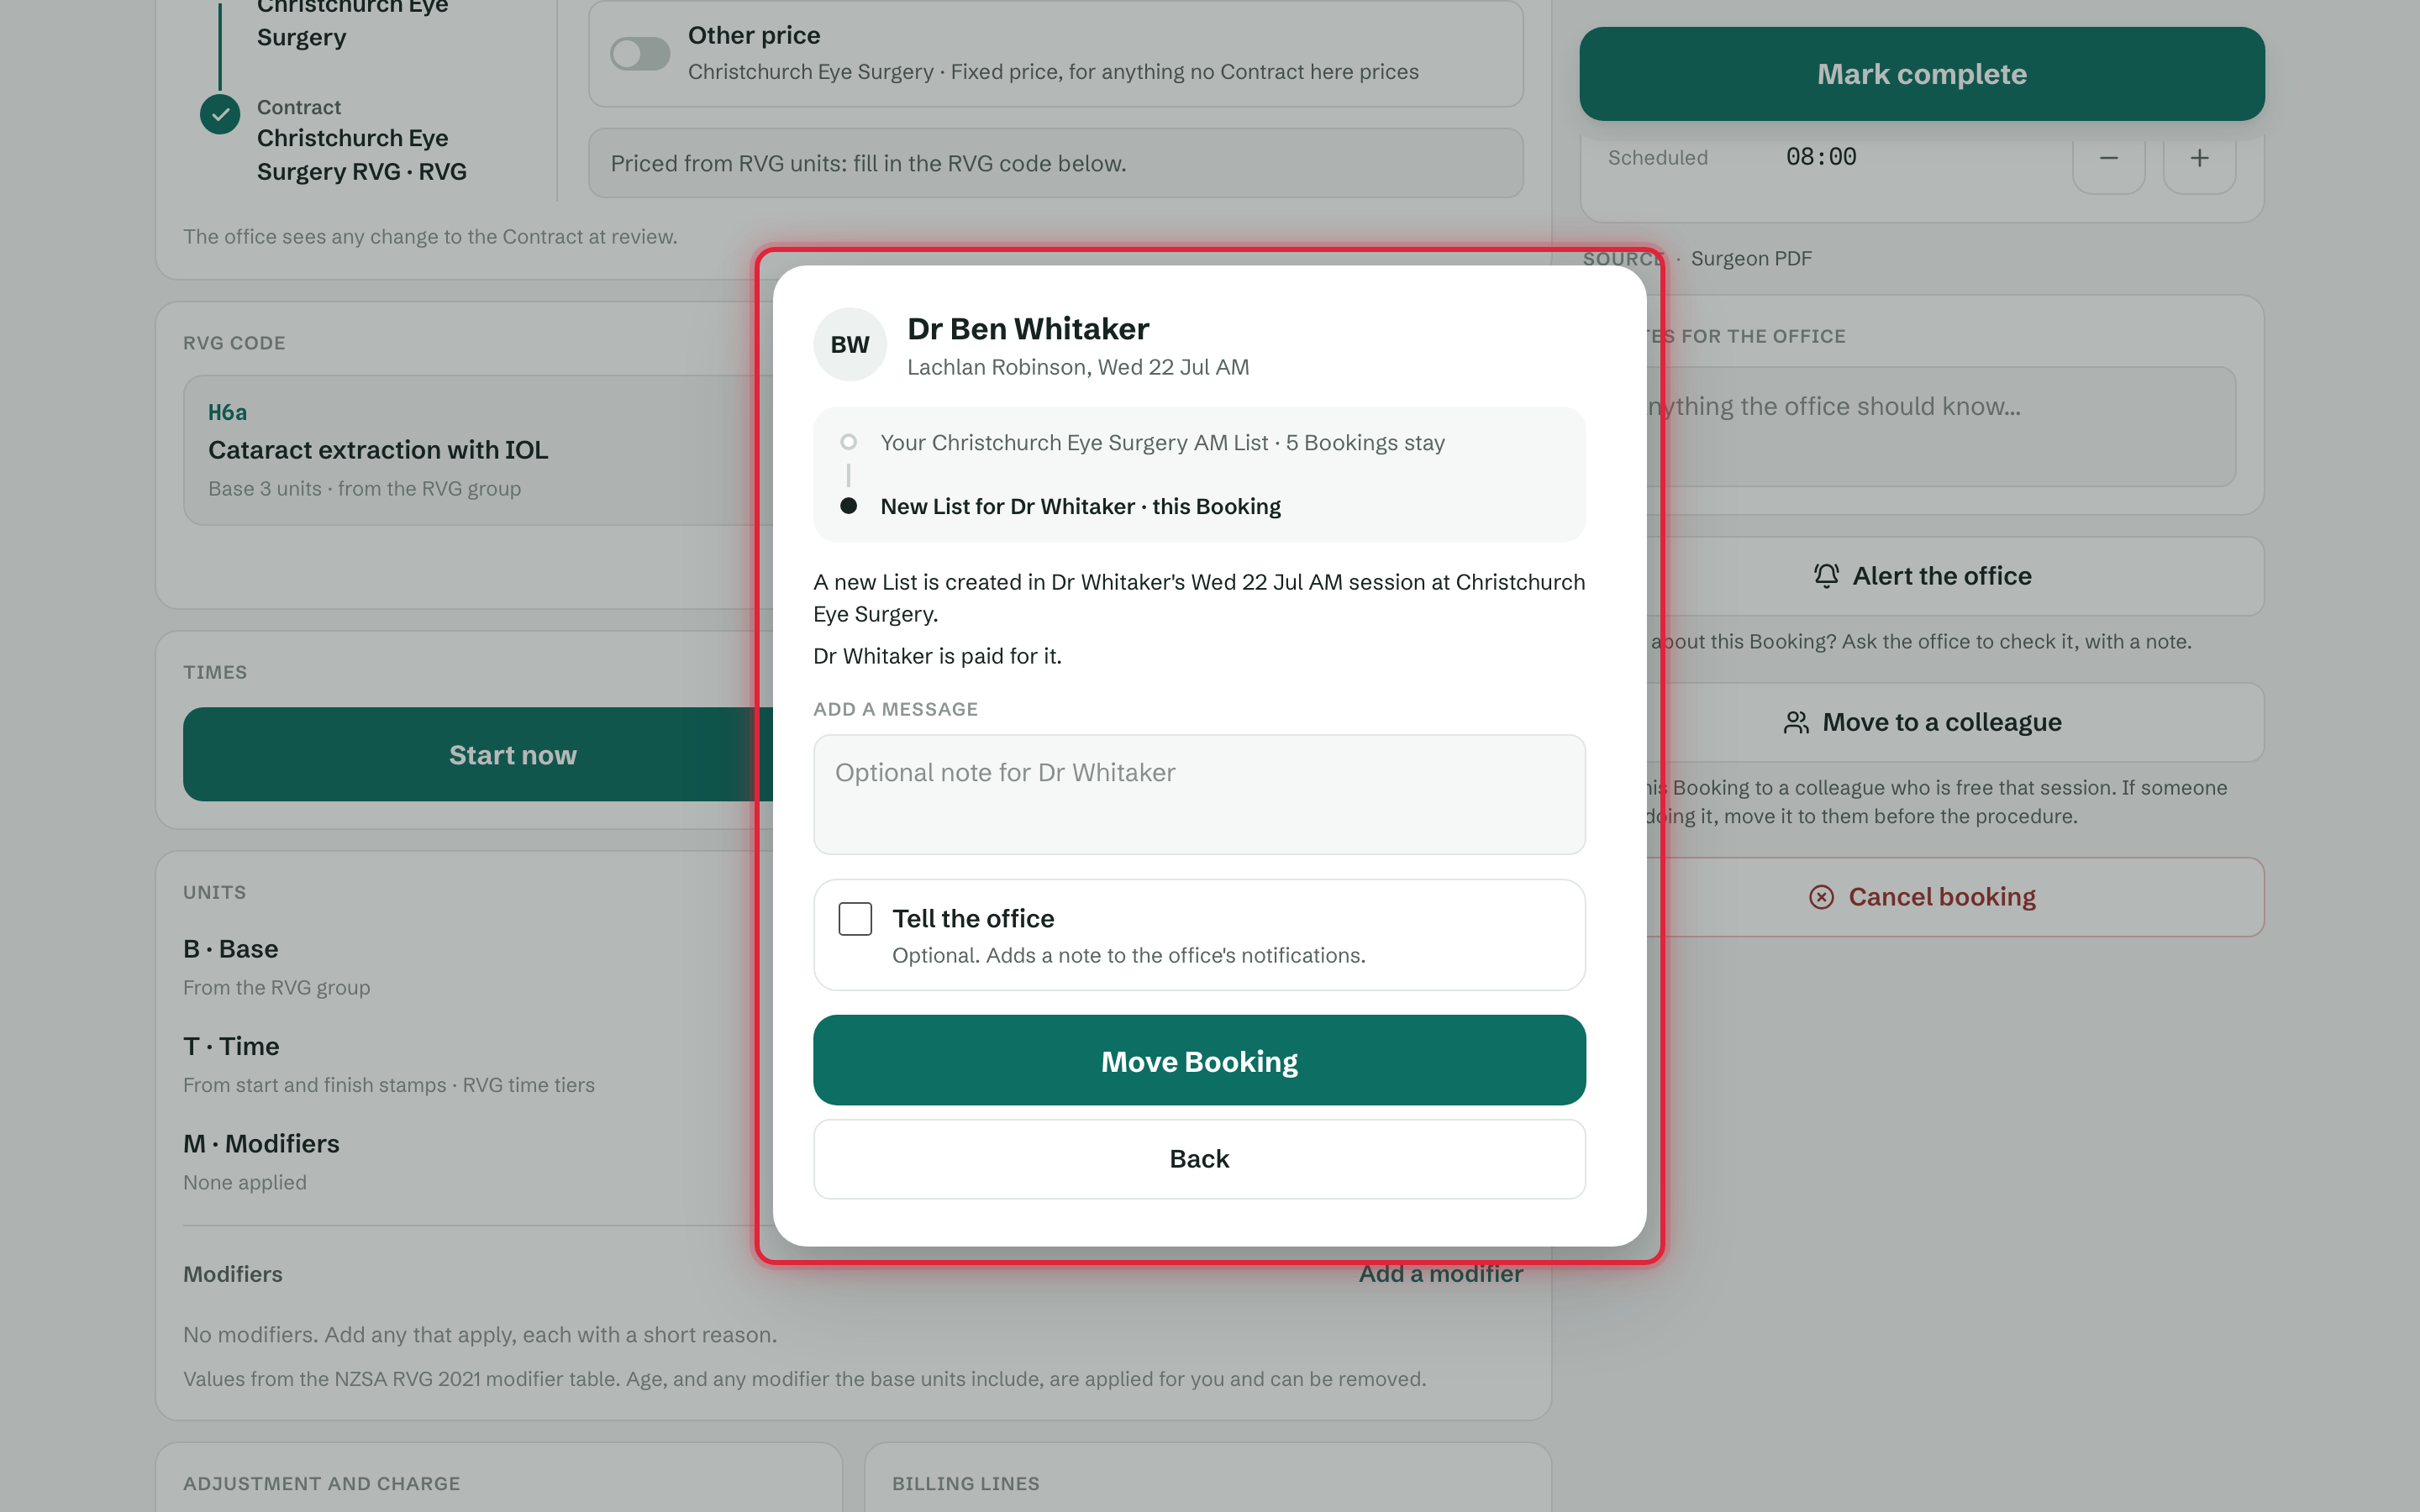 Christchurch Eye
Surgery
Contract
Christchurch Eye
Surgery RVG · RVG
The office sees any change to the Contract at review.
Other price
Christchurch Eye Surgery · Fixed price, for anything no Contract here prices
Priced from RVG units: fill in the RVG code below.
Mark complete
Scheduled 08:00
SOURCE · Surgeon PDF
RVG CODE
H6a
Cataract extraction with IOL
Base 3 units · from the RVG group
TIMES
Start now
UNITS
B · Base
From the RVG group
T · Time
From start and finish stamps · RVG time tiers
M · Modifiers
None applied
Modifiers
Add a modifier
No modifiers. Add any that apply, each with a short reason.
Values from the NZSA RVG 2021 modifier table. Age, and any modifier the base units include, are applied for you and can be removed.
ADJUSTMENT AND CHARGE
BILLING LINES
BW
Dr Ben Whitaker
Lachlan Robinson, Wed 22 Jul AM
Your Christchurch Eye Surgery AM List · 5 Bookings stay
New List for Dr Whitaker · this Booking
A new List is created in Dr Whitaker's Wed 22 Jul AM session at Christchurch
Eye Surgery.
Dr Whitaker is paid for it.
ADD A MESSAGE
Optional note for Dr Whitaker
Tell the office
Optional. Adds a note to the office's notifications.
Move Booking
Back
FOR THE OFFICE
the office should know...
Alert the office
about this Booking? Ask the office to check it, with a note.
Move to a colleague
Booking to a colleague who is free that session. If someone
doing it, move it to them before the procedure.
Cancel booking